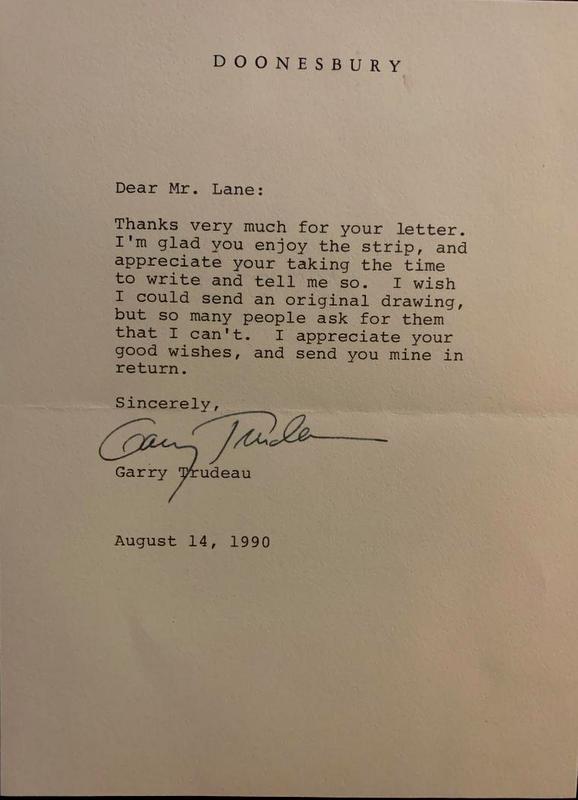 DOONESBURY
Dear Mr. Lane:
Thanks very much for your letter.
I'm glad you enjoy the strip, and
appreciate your taking the time
to write and tell me so.  I wish
I could send an original drawing,
but so many people ask for them
that I can't.  I appreciate your
good wishes, and send you mine in
return.
Sincerely,
Garry Trudeau
Garry Trudeau
August 14, 1990